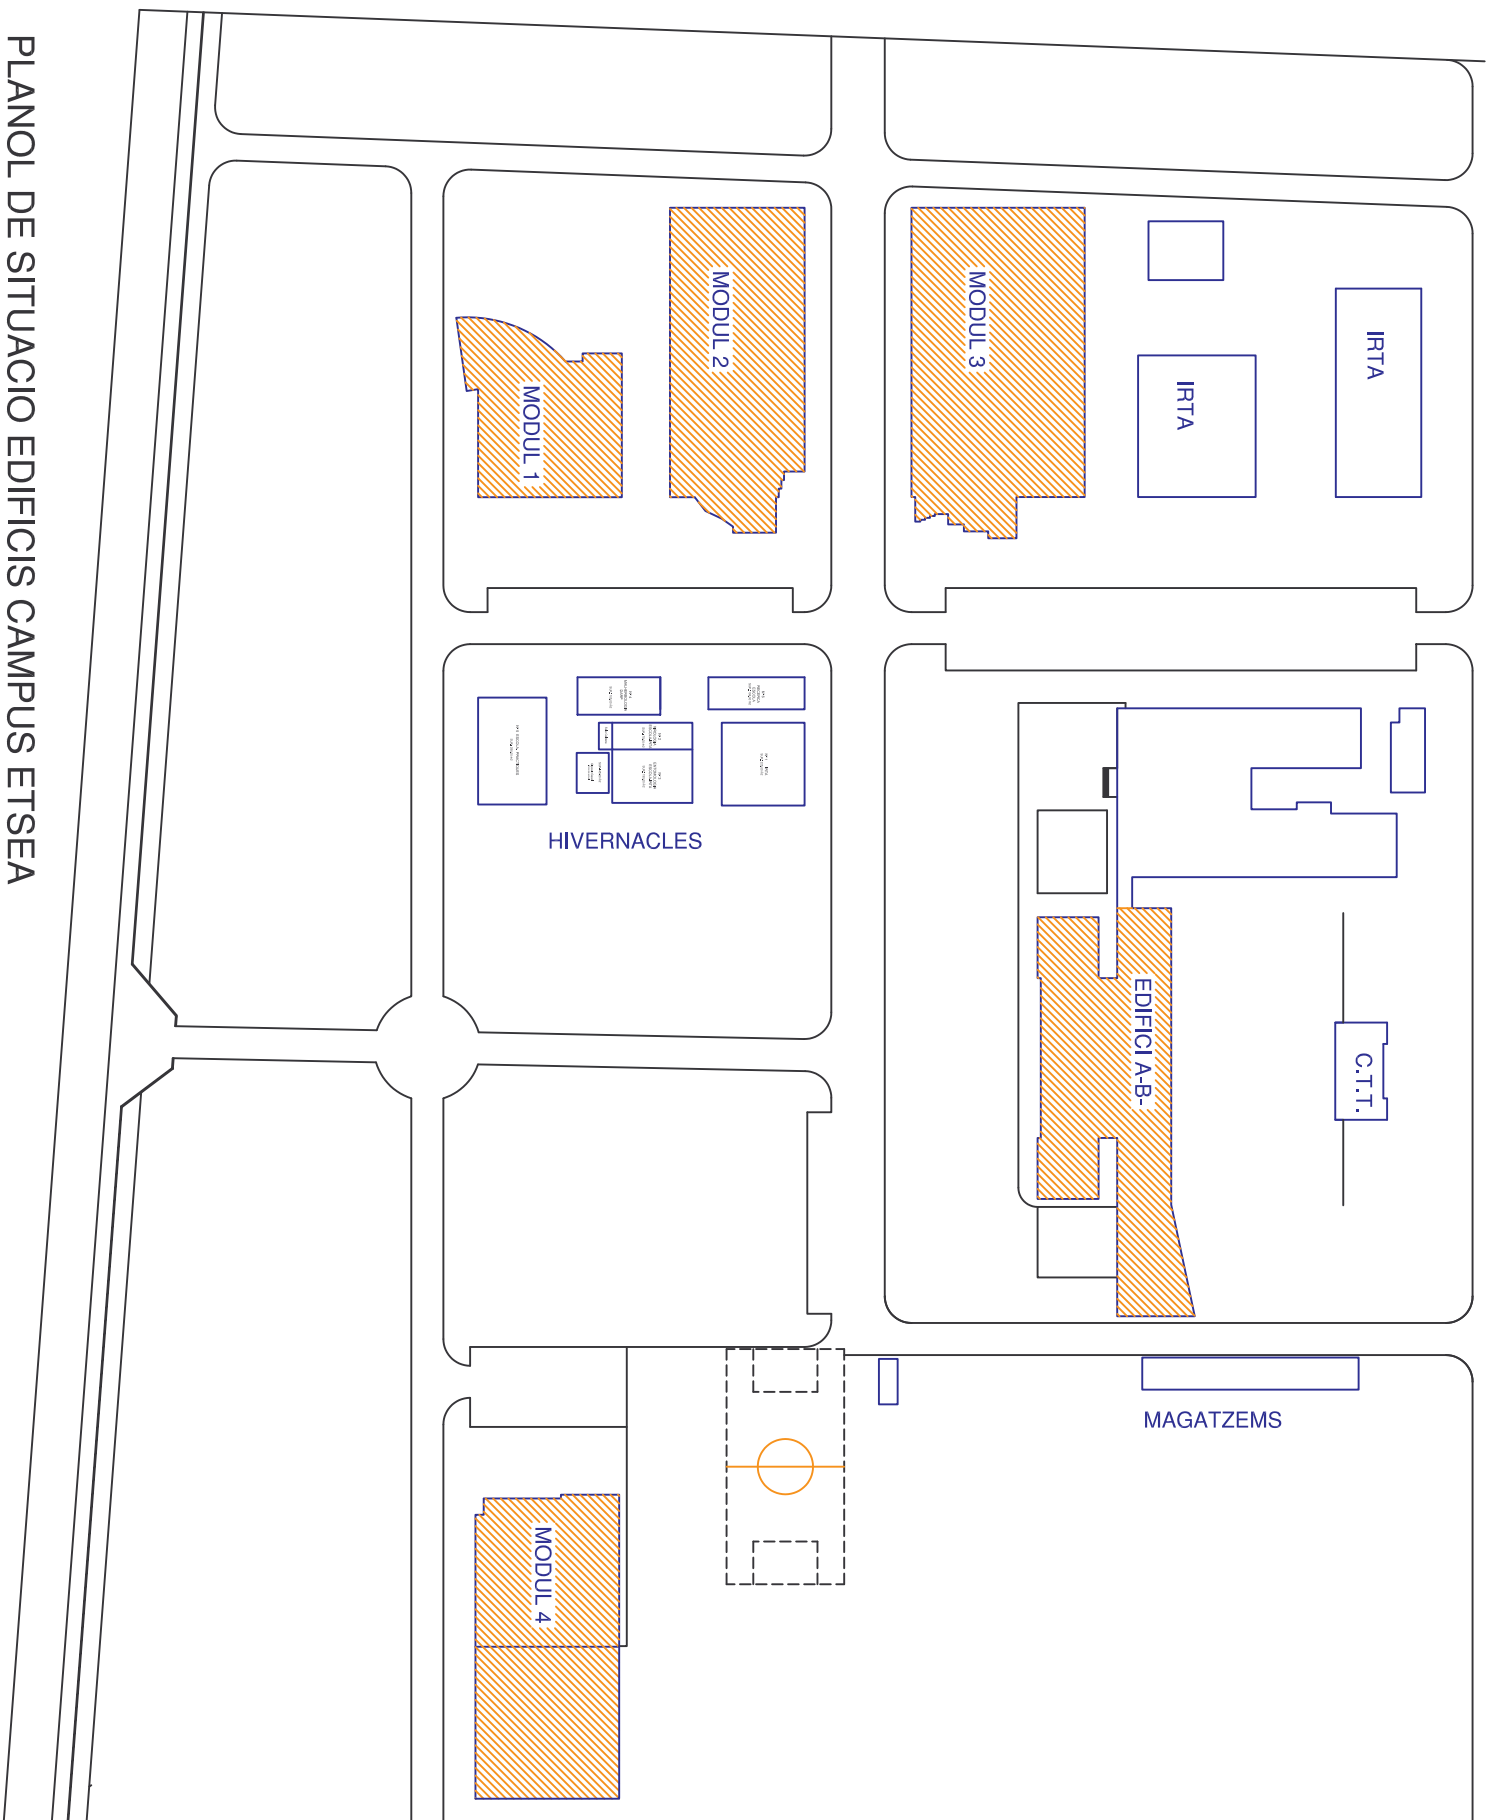 PLANOL DE SITUACIO EDIFICIS CAMPUS ETSEA
MODUL 1
MODUL 2
MODUL 3
IRTA
IRTA
HIVERNACLES
EDIFICI A-B-
C.T.T.
MAGATZEMS
MODUL 4